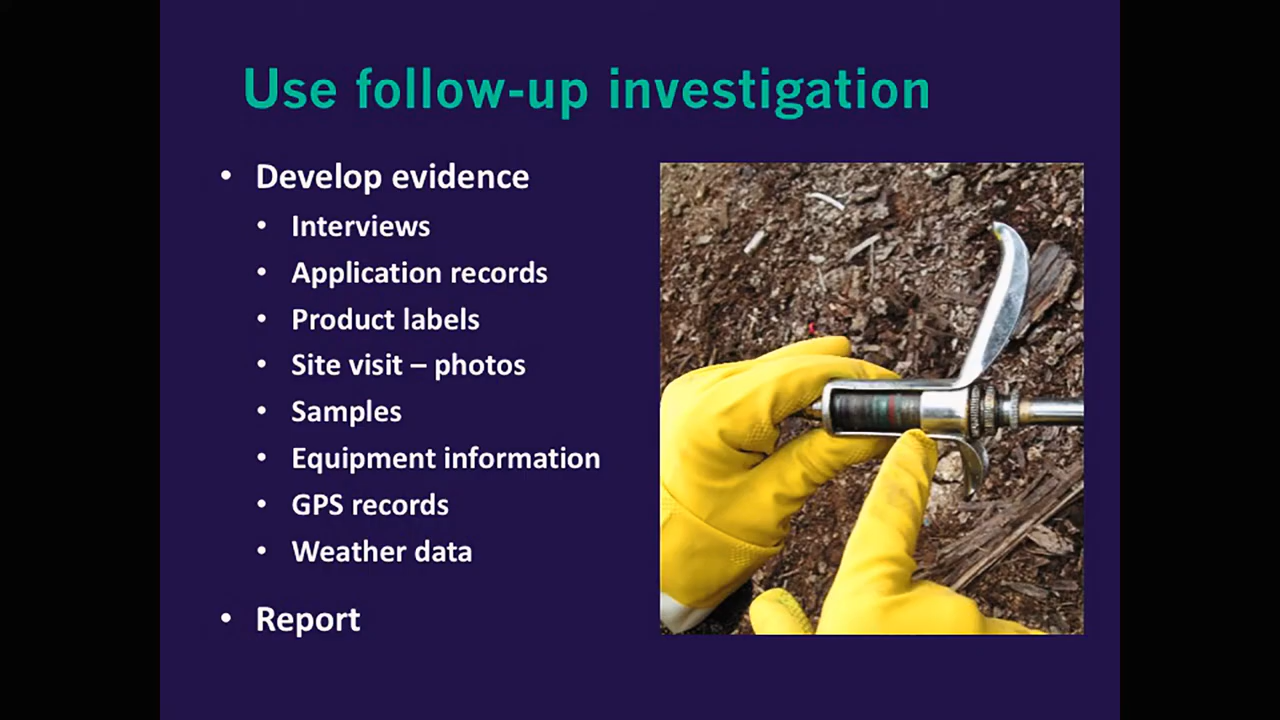 Use follow-up investigation
• Develop evidence
• Interviews
• Application records
• Product labels
• Site visit – photos
• Samples
• Equipment information
• GPS records
• Weather data
• Report